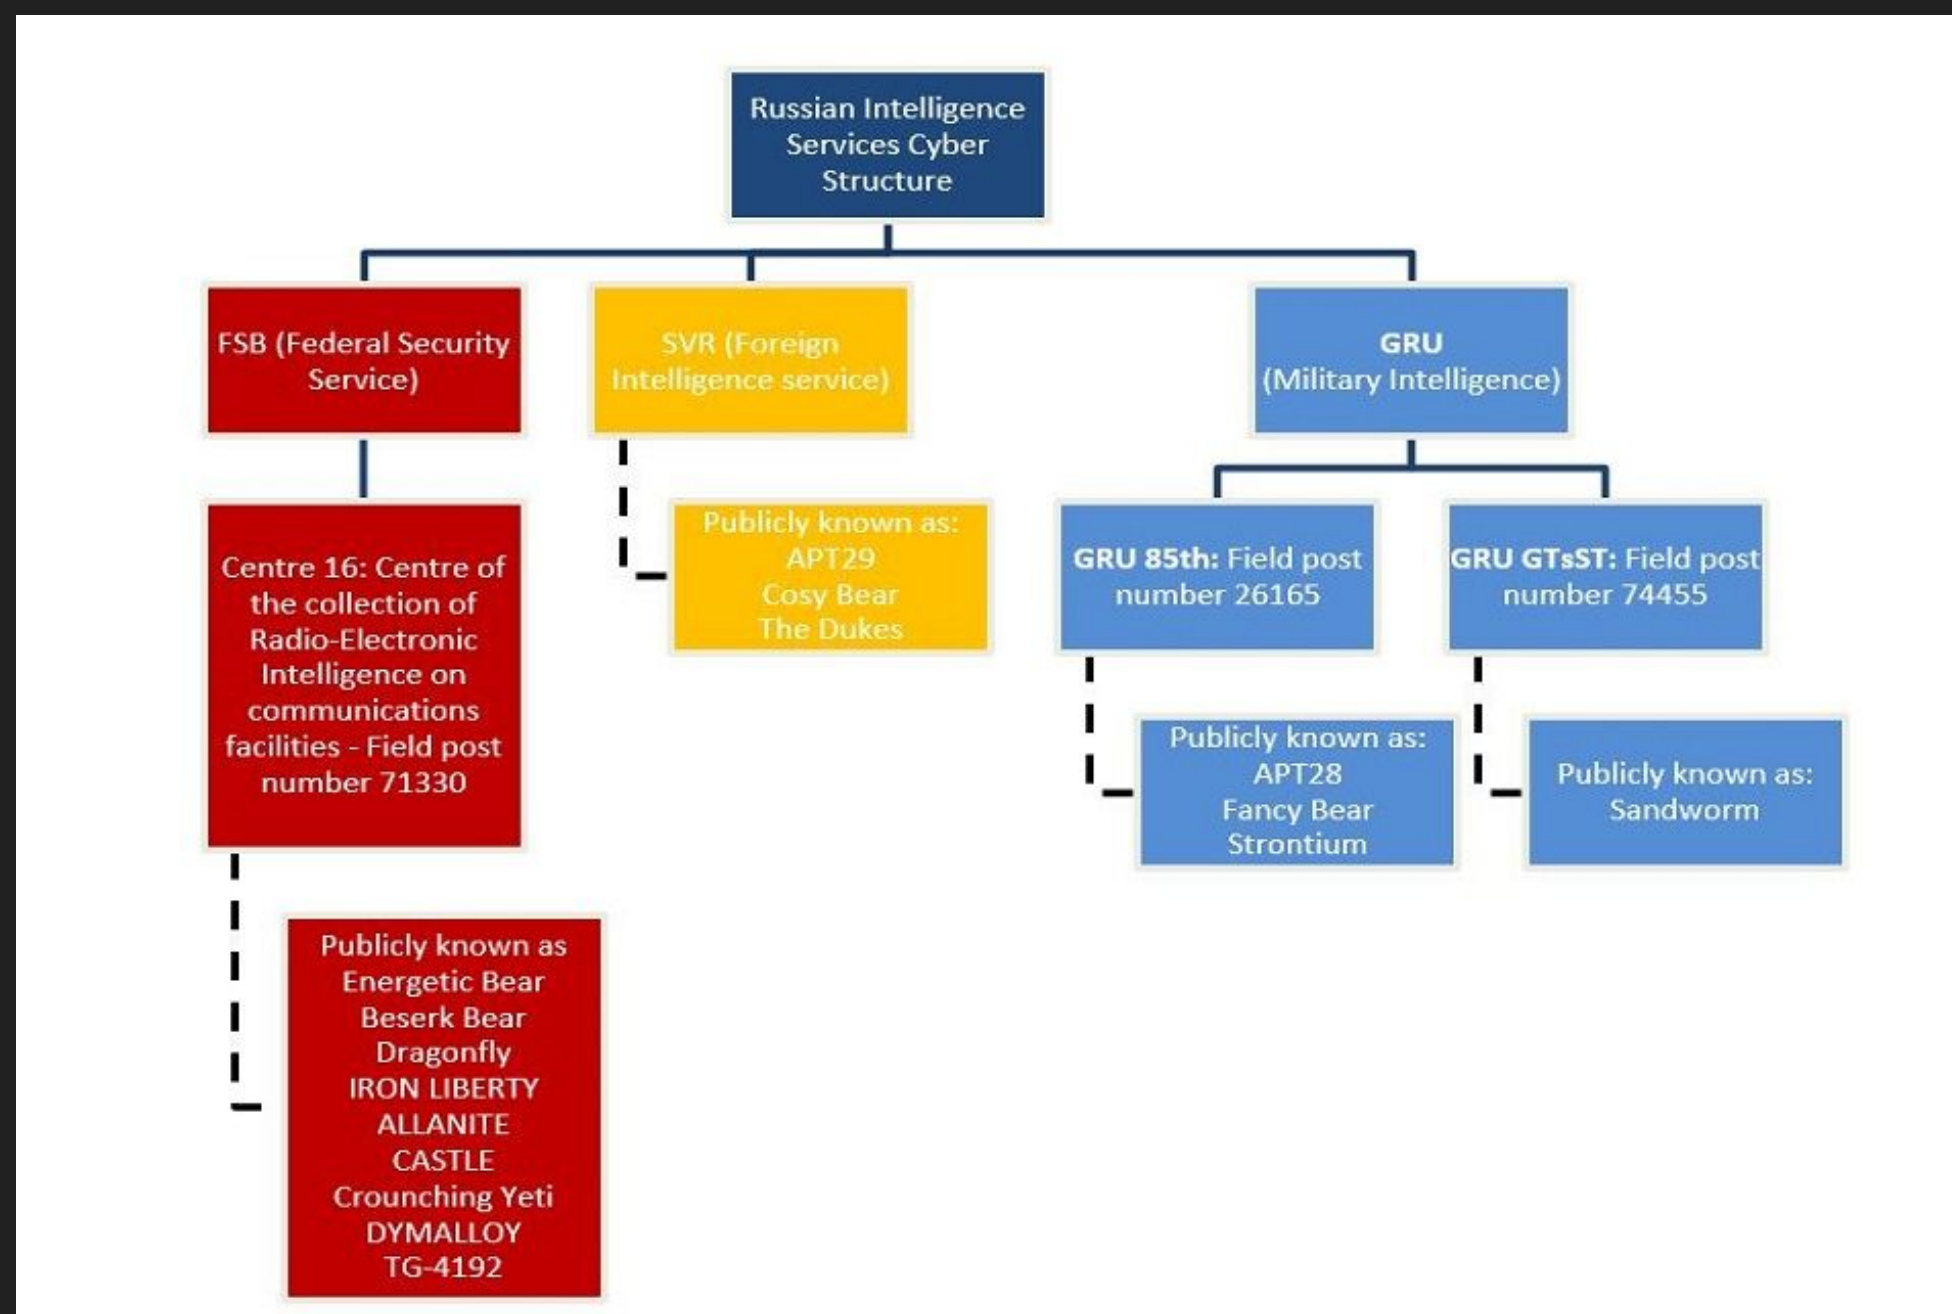 Russian Intelligence
Services Cyber
Structure
FSB (Federal Security
Service)
SVR (Foreign
Intelligence service)
GRU
(Military Intelligence)
Centre 16: Centre of
the collection of
Radio-Electronic
Intelligence on
communications
facilities - Field post
number 71330
Publicly known as:
APT29
Cosy Bear
The Dukes
GRU 85th: Field post
number 26165
GRU GTsST: Field post
number 74455
Publicly known as:
APT28
Fancy Bear
Strontium
Publicly known as:
Sandworm
Publicly known as
Energetic Bear
Beserk Bear
Dragonfly
IRON LIBERTY
ALLANITE
CASTLE
Crounching Yeti
DYMALLOY
TG-4192